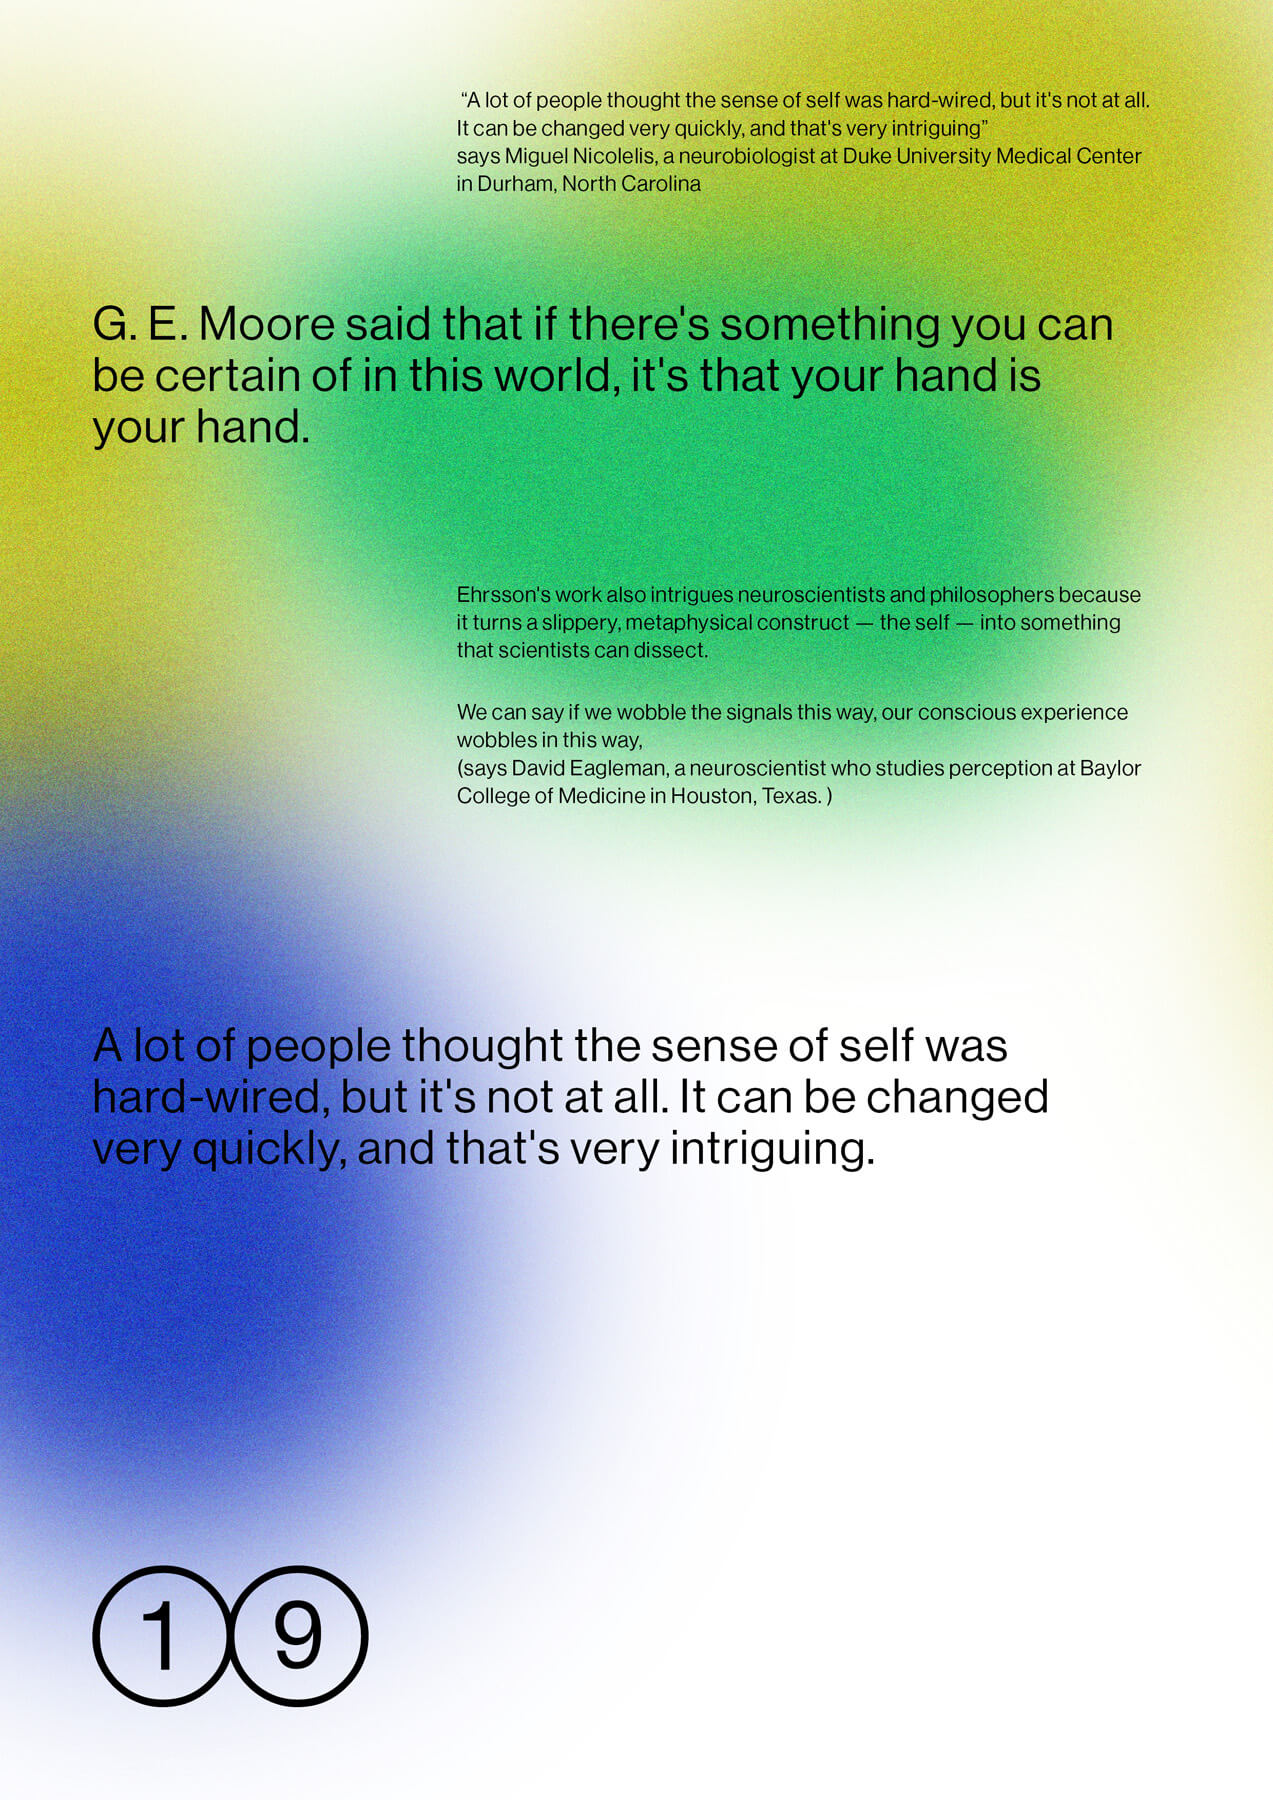 “A lot of people thought the sense of self was hard-wired, but it's not at all.
It can be changed very quickly, and that's very intriguing”
says Miguel Nicolelis, a neurobiologist at Duke University Medical Center
in Durham, North Carolina
G. E. Moore said that if there's something you can
be certain of in this world, it's that your hand is
your hand.
Ehrsson's work also intrigues neuroscientists and philosophers because
it turns a slippery, metaphysical construct — the self — into something
that scientists can dissect.
We can say if we wobble the signals this way, our conscious experience
wobbles in this way,
(says David Eagleman, a neuroscientist who studies perception at Baylor
College of Medicine in Houston, Texas. )
A lot of people thought the sense of self was
hard-wired, but it's not at all. It can be changed
very quickly, and that's very intriguing.
1 9